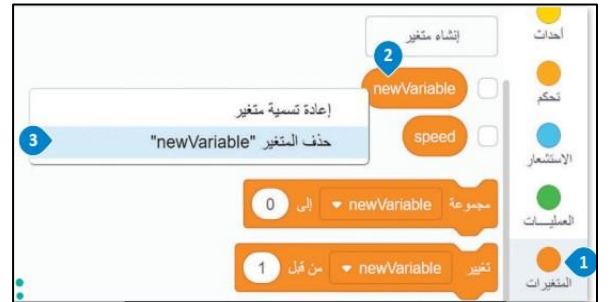 أحداث
تحكم
الاستشعار
العمليـــات
المتغيرات
1
إنشاء متغير
2
newVariable
speed
إعادة تسمية متغير
حذف المتغير "newVariable"
3
مجموعة newVariable إلى 0
تغيير newVariable من قبل 1